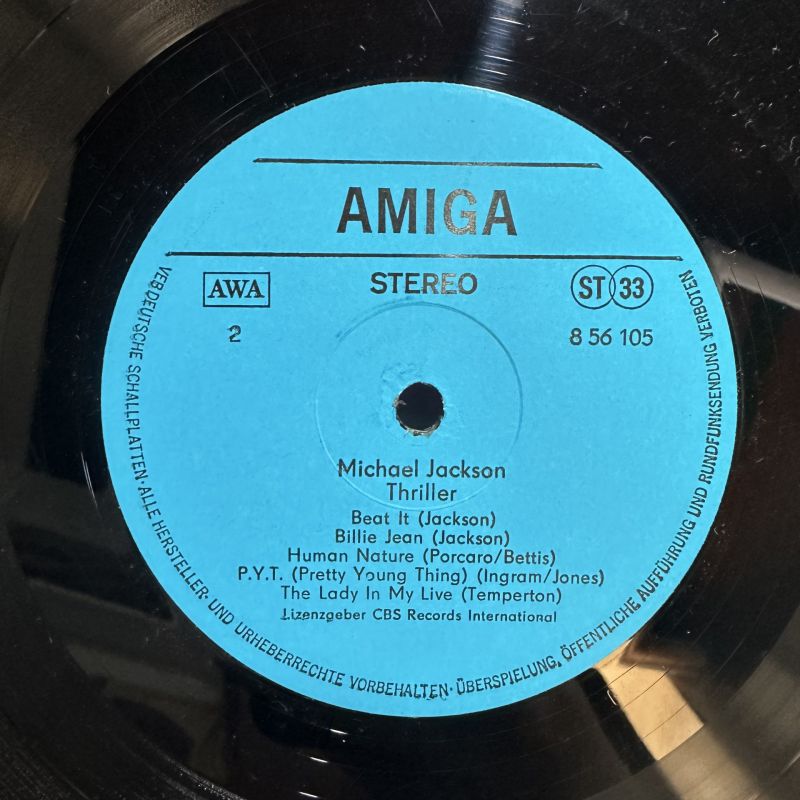 AMIGA
AWA
STEREO
ST 33
2
8 56 105
Michael Jackson
Thriller
Beat It (Jackson)
Billie Jean (Jackson)
Human Nature (Porcaro/Bettis)
P.Y.T. (Pretty Young Thing) (Ingram/Jones)
The Lady In My Live (Temperton)
Lizenzgeber CBS Records International
VEB DEUTSCHE SCHALLPLATTEN · ALLE HERSTELLER- UND URHEBERRECHTE VORBEHALTEN · ÜBERSPIELUNG, ÖFFENTLICHE AUFFÜHRUNG UND RUNDFUNKSENDUNG VERBOTEN